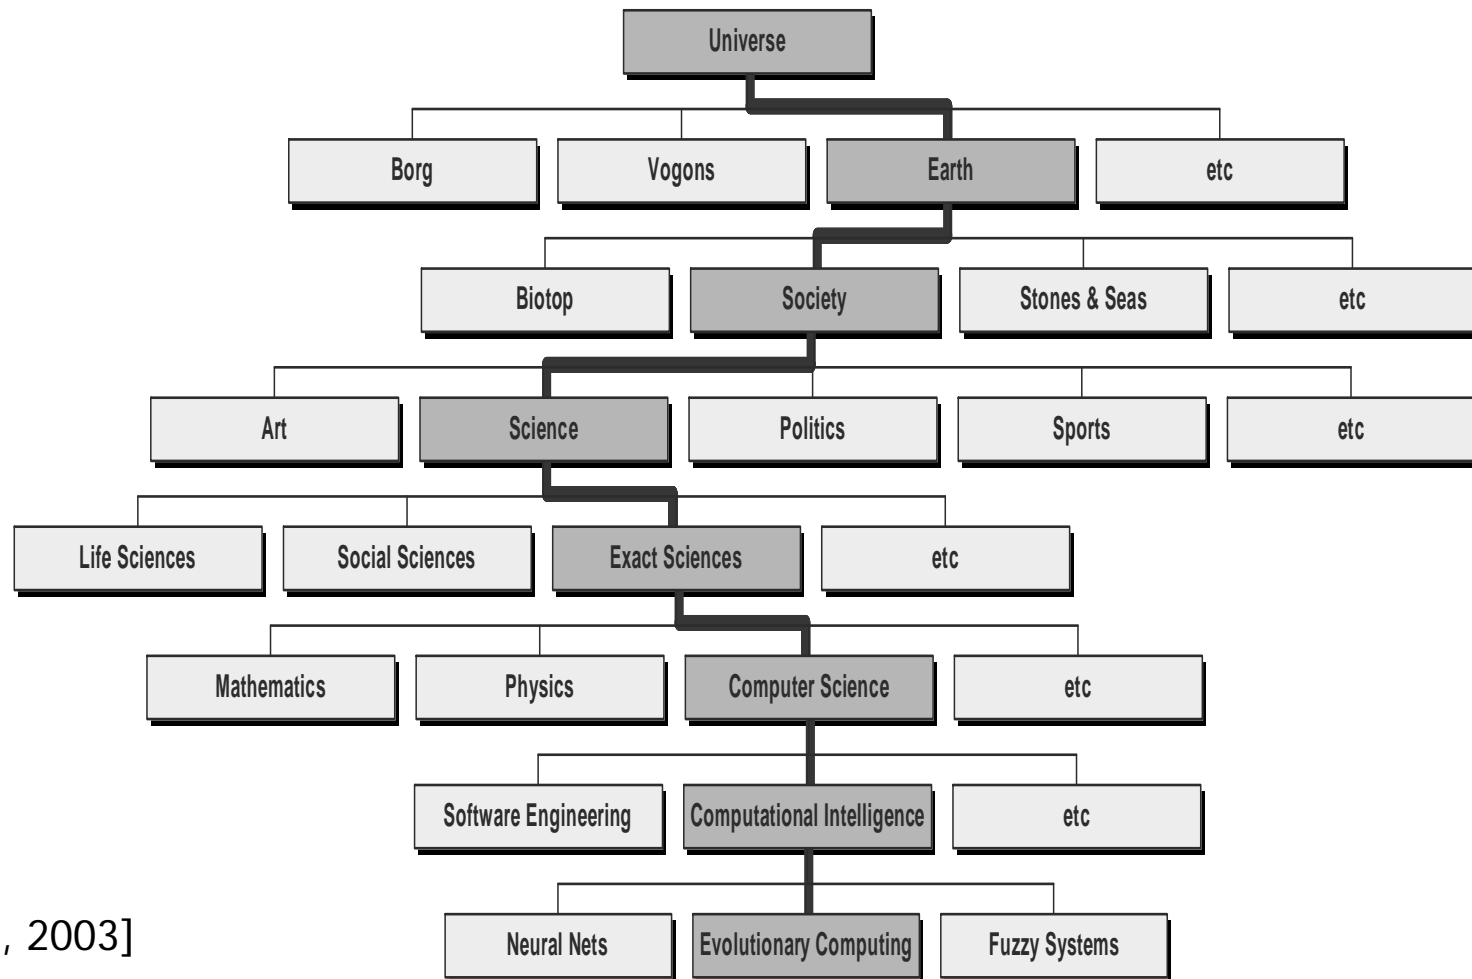 Universe
Borg
Vogons
Earth
etc
Biotop
Society
Stones & Seas
etc
Art
Science
Politics
Sports
etc
Life Sciences
Social Sciences
Exact Sciences
etc
Mathematics
Physics
Computer Science
etc
Software Engineering
Computational Intelligence
etc
Neural Nets
Evolutionary Computing
Fuzzy Systems
, 2003]